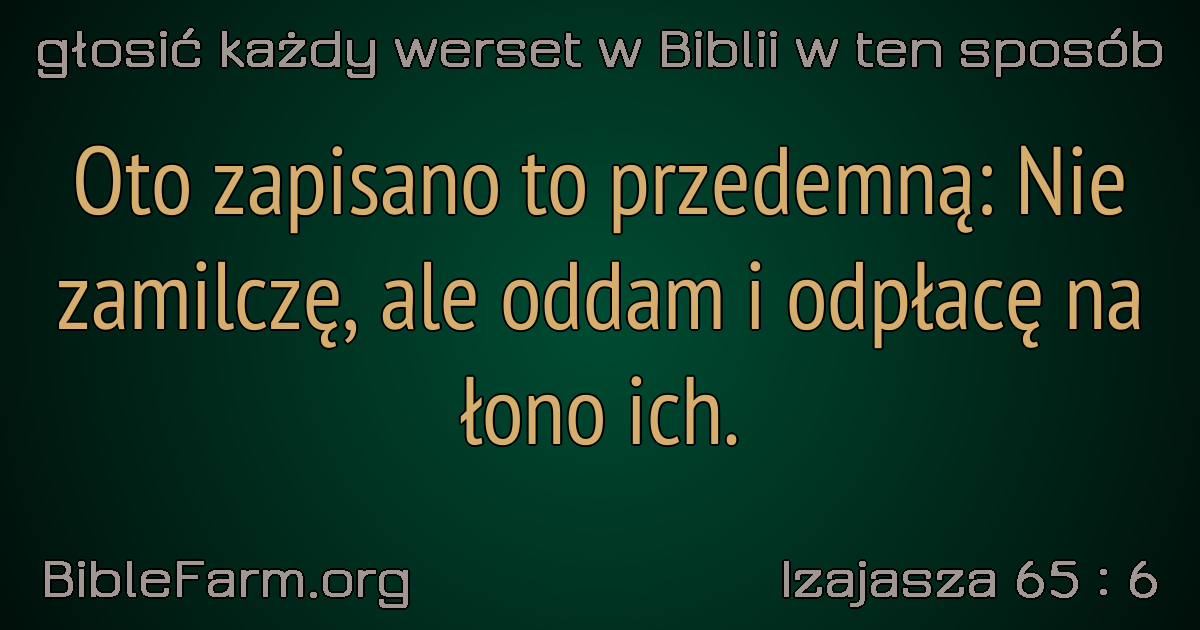 głosić każdy werset w Biblii w ten sposób
Oto zapisano to przedemną: Nie
zamilczę, ale oddam i odpłacę na
łono ich.
BibleFarm.org
Izajasza 65 : 6